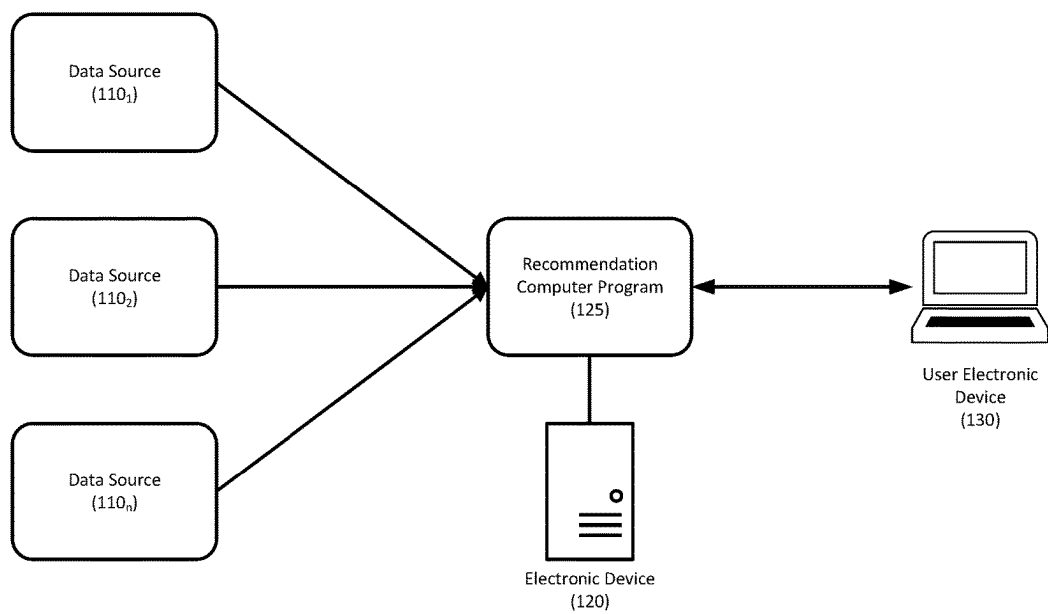 Data Source
(110₁)
Data Source
(110₂)
Data Source
(110ₙ)
Recommendation
Computer Program
(125)
Electronic Device
(120)
User Electronic
Device
(130)